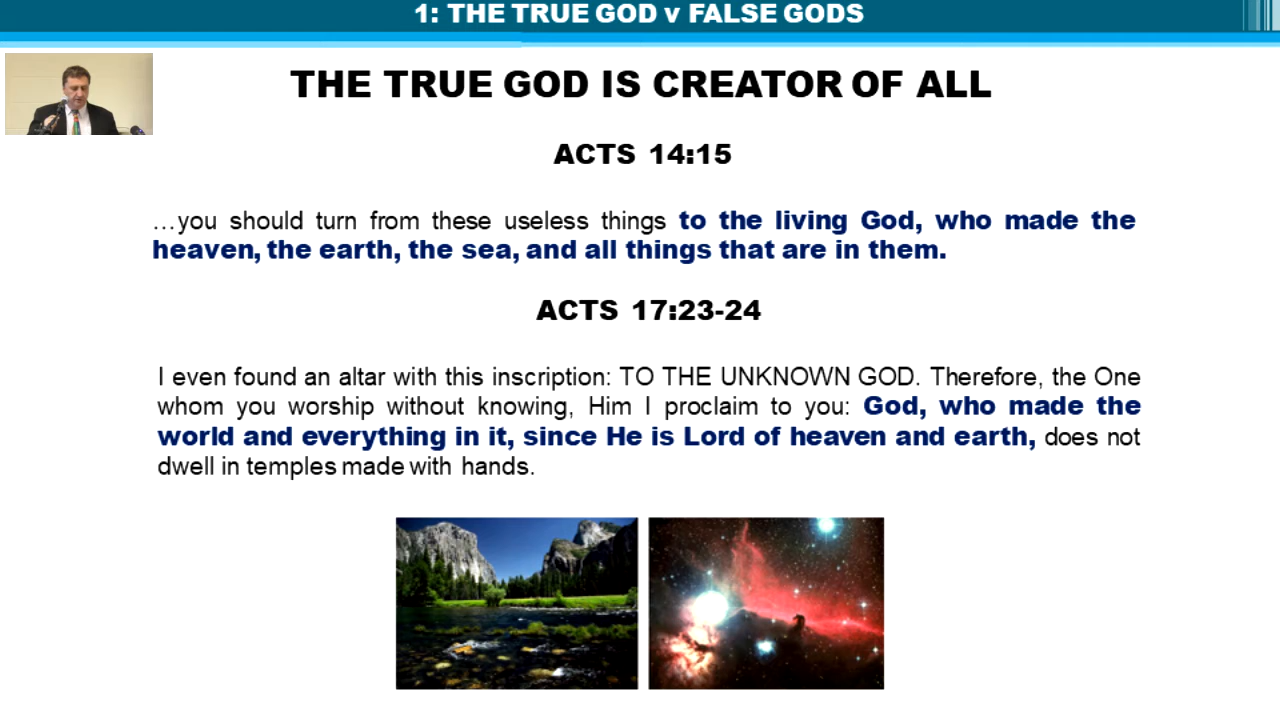 1: THE TRUE GOD v FALSE GODS
THE TRUE GOD IS CREATOR OF ALL
ACTS 14:15
…you should turn from these useless things to the living God, who made the
heaven, the earth, the sea, and all things that are in them.
ACTS 17:23-24
I even found an altar with this inscription: TO THE UNKNOWN GOD. Therefore, the One
whom you worship without knowing, Him I proclaim to you: God, who made the
world and everything in it, since He is Lord of heaven and earth, does not
dwell in temples made with hands.